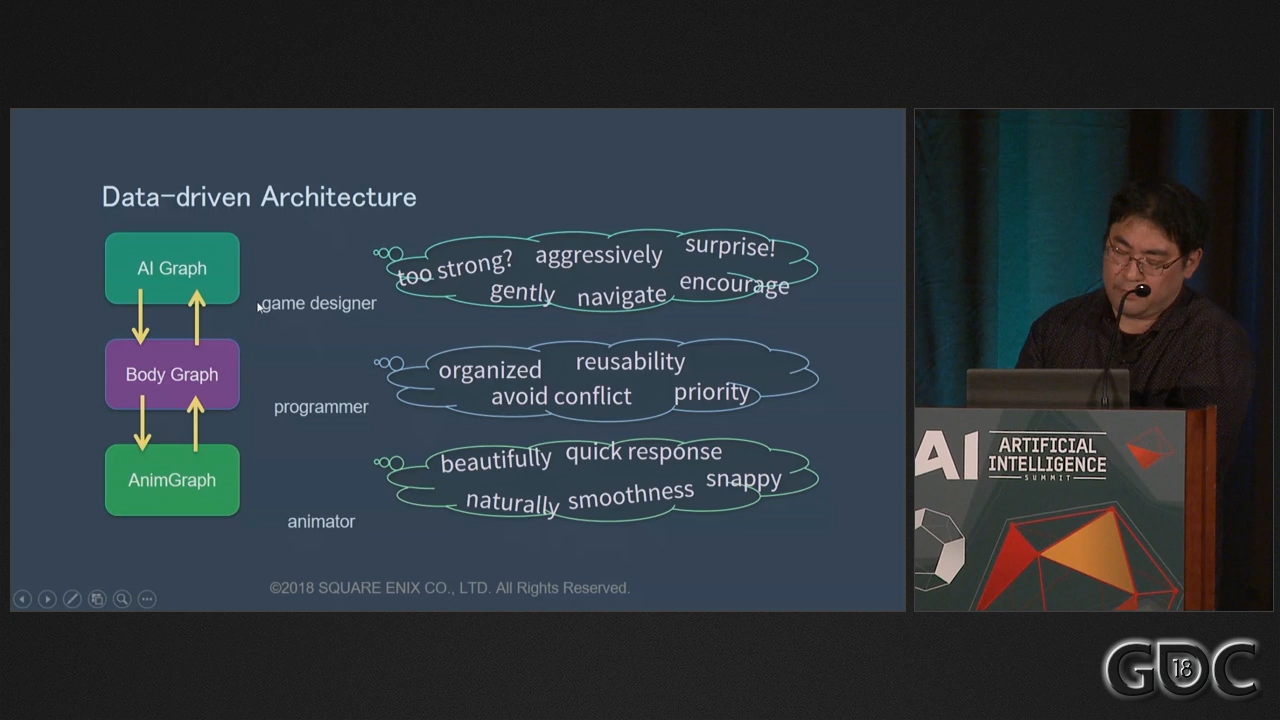 Data-driven Architecture
AI Graph
game designer
too strong? aggressively surprise!
gently navigate encourage
Body Graph
programmer
organized reusability
avoid conflict priority
AnimGraph
animator
beautifully quick response
naturally smoothness snappy
©2018 SQUARE ENIX CO., LTD. All Rights Reserved.
AI ARTIFICIAL
INTELLIGENCE
SUMMIT
GDC
18